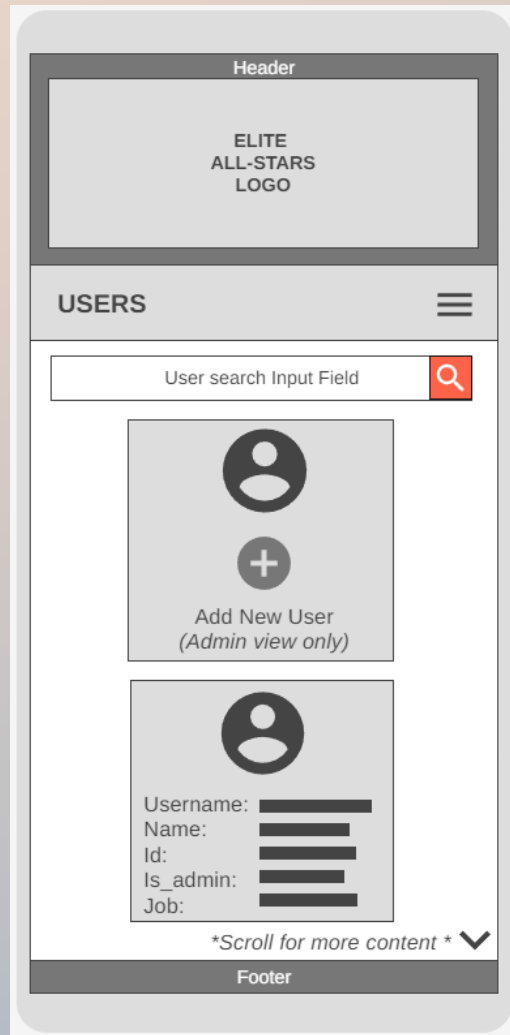 Header
ELITE
ALL-STARS
LOGO
USERS
User search Input Field
Add New User
(Admin view only)
Username:
Name:
Id:
Is_admin:
Job:
*Scroll for more content *
Footer